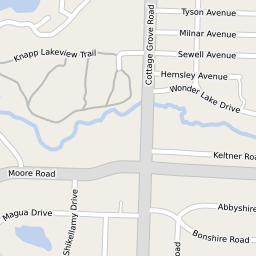 Tyson Avenue
Milnar Avenue
Knapp Lakeview Trail
Sewell Avenue
Cottage Grove Road
Hemsley Avenue
Wonder Lake Drive
Keltner Road
Moore Road
Shikellamy Drive
Abbyshire
Magua Drive
Bonshire Road
Road